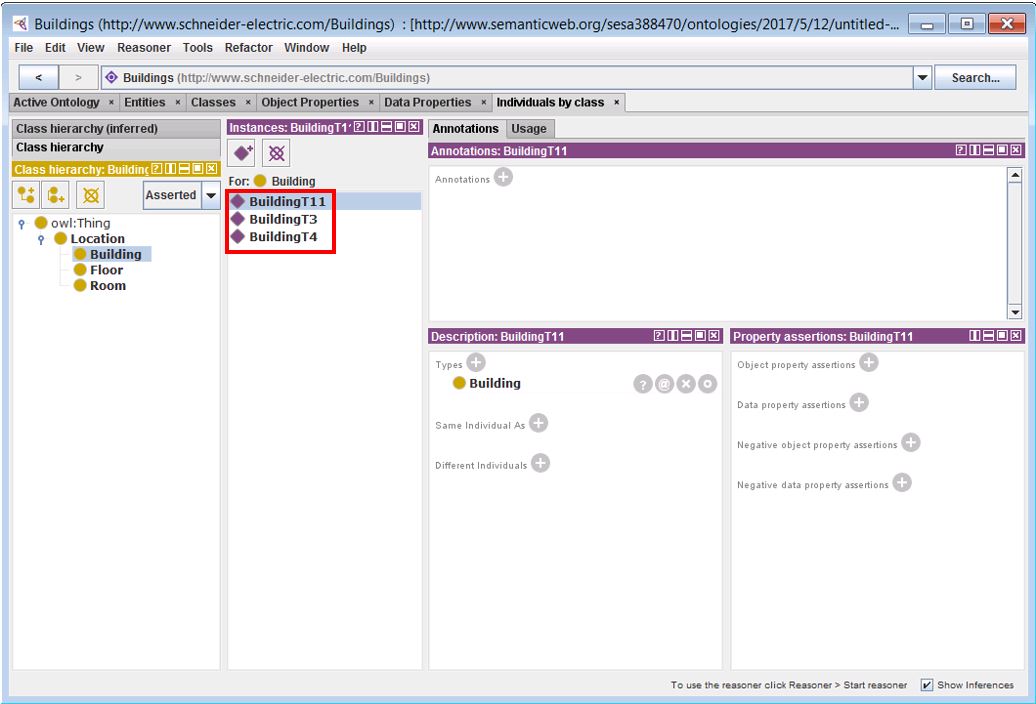 Buildings (http://www.schneider-electric.com/Buildings) : [http://www.semanticweb.org/sesa388470/ontologies/2017/5/12/untitled-...
File Edit View Reasoner Tools Refactor Window Help
< > Buildings (http://www.schneider-electric.com/Buildings) Search...
Active Ontology × Entities × Classes × Object Properties × Data Properties × Individuals by class ×
Class hierarchy (inferred)
Class hierarchy
Class hierarchy: Building
Asserted
owl:Thing
Location
Building
Floor
Room
Instances: BuildingT1
For: Building
BuildingT11
BuildingT3
BuildingT4
Annotations Usage
Annotations: BuildingT11
Annotations
Description: BuildingT11
Types
Building
Same Individual As
Different Individuals
Property assertions: BuildingT11
Object property assertions
Data property assertions
Negative object property assertions
Negative data property assertions
To use the reasoner click Reasoner > Start reasoner Show Inferences